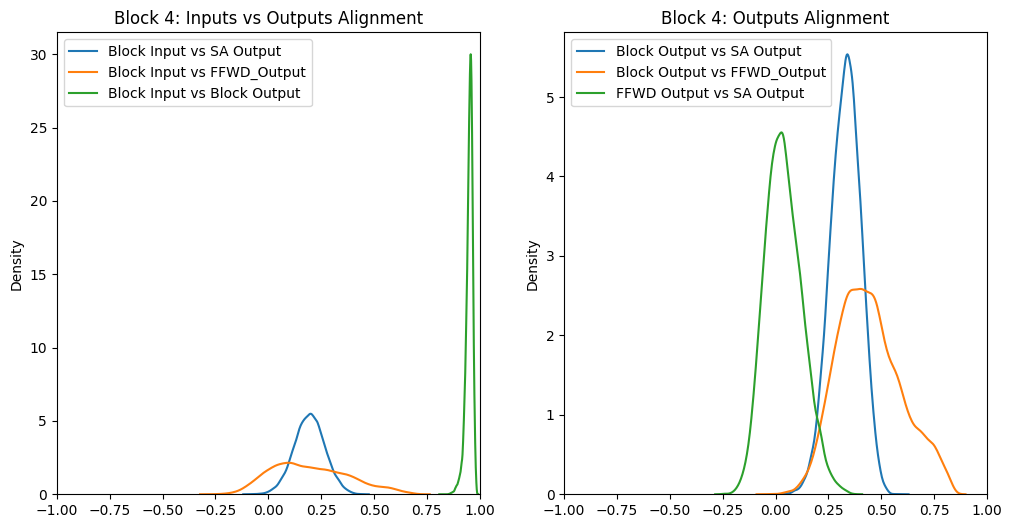 Block 4: Inputs vs Outputs Alignment
Block Input vs SA Output
Block Input vs FFWD_Output
Block Input vs Block Output
Density
30
25
20
15
10
5
0
-1.00 -0.75 -0.50 -0.25 0.00 0.25 0.50 0.75 1.00
Block 4: Outputs Alignment
Block Output vs SA Output
Block Output vs FFWD_Output
FFWD Output vs SA Output
Density
5
4
3
2
1
0
-1.00 -0.75 -0.50 -0.25 0.00 0.25 0.50 0.75 1.00